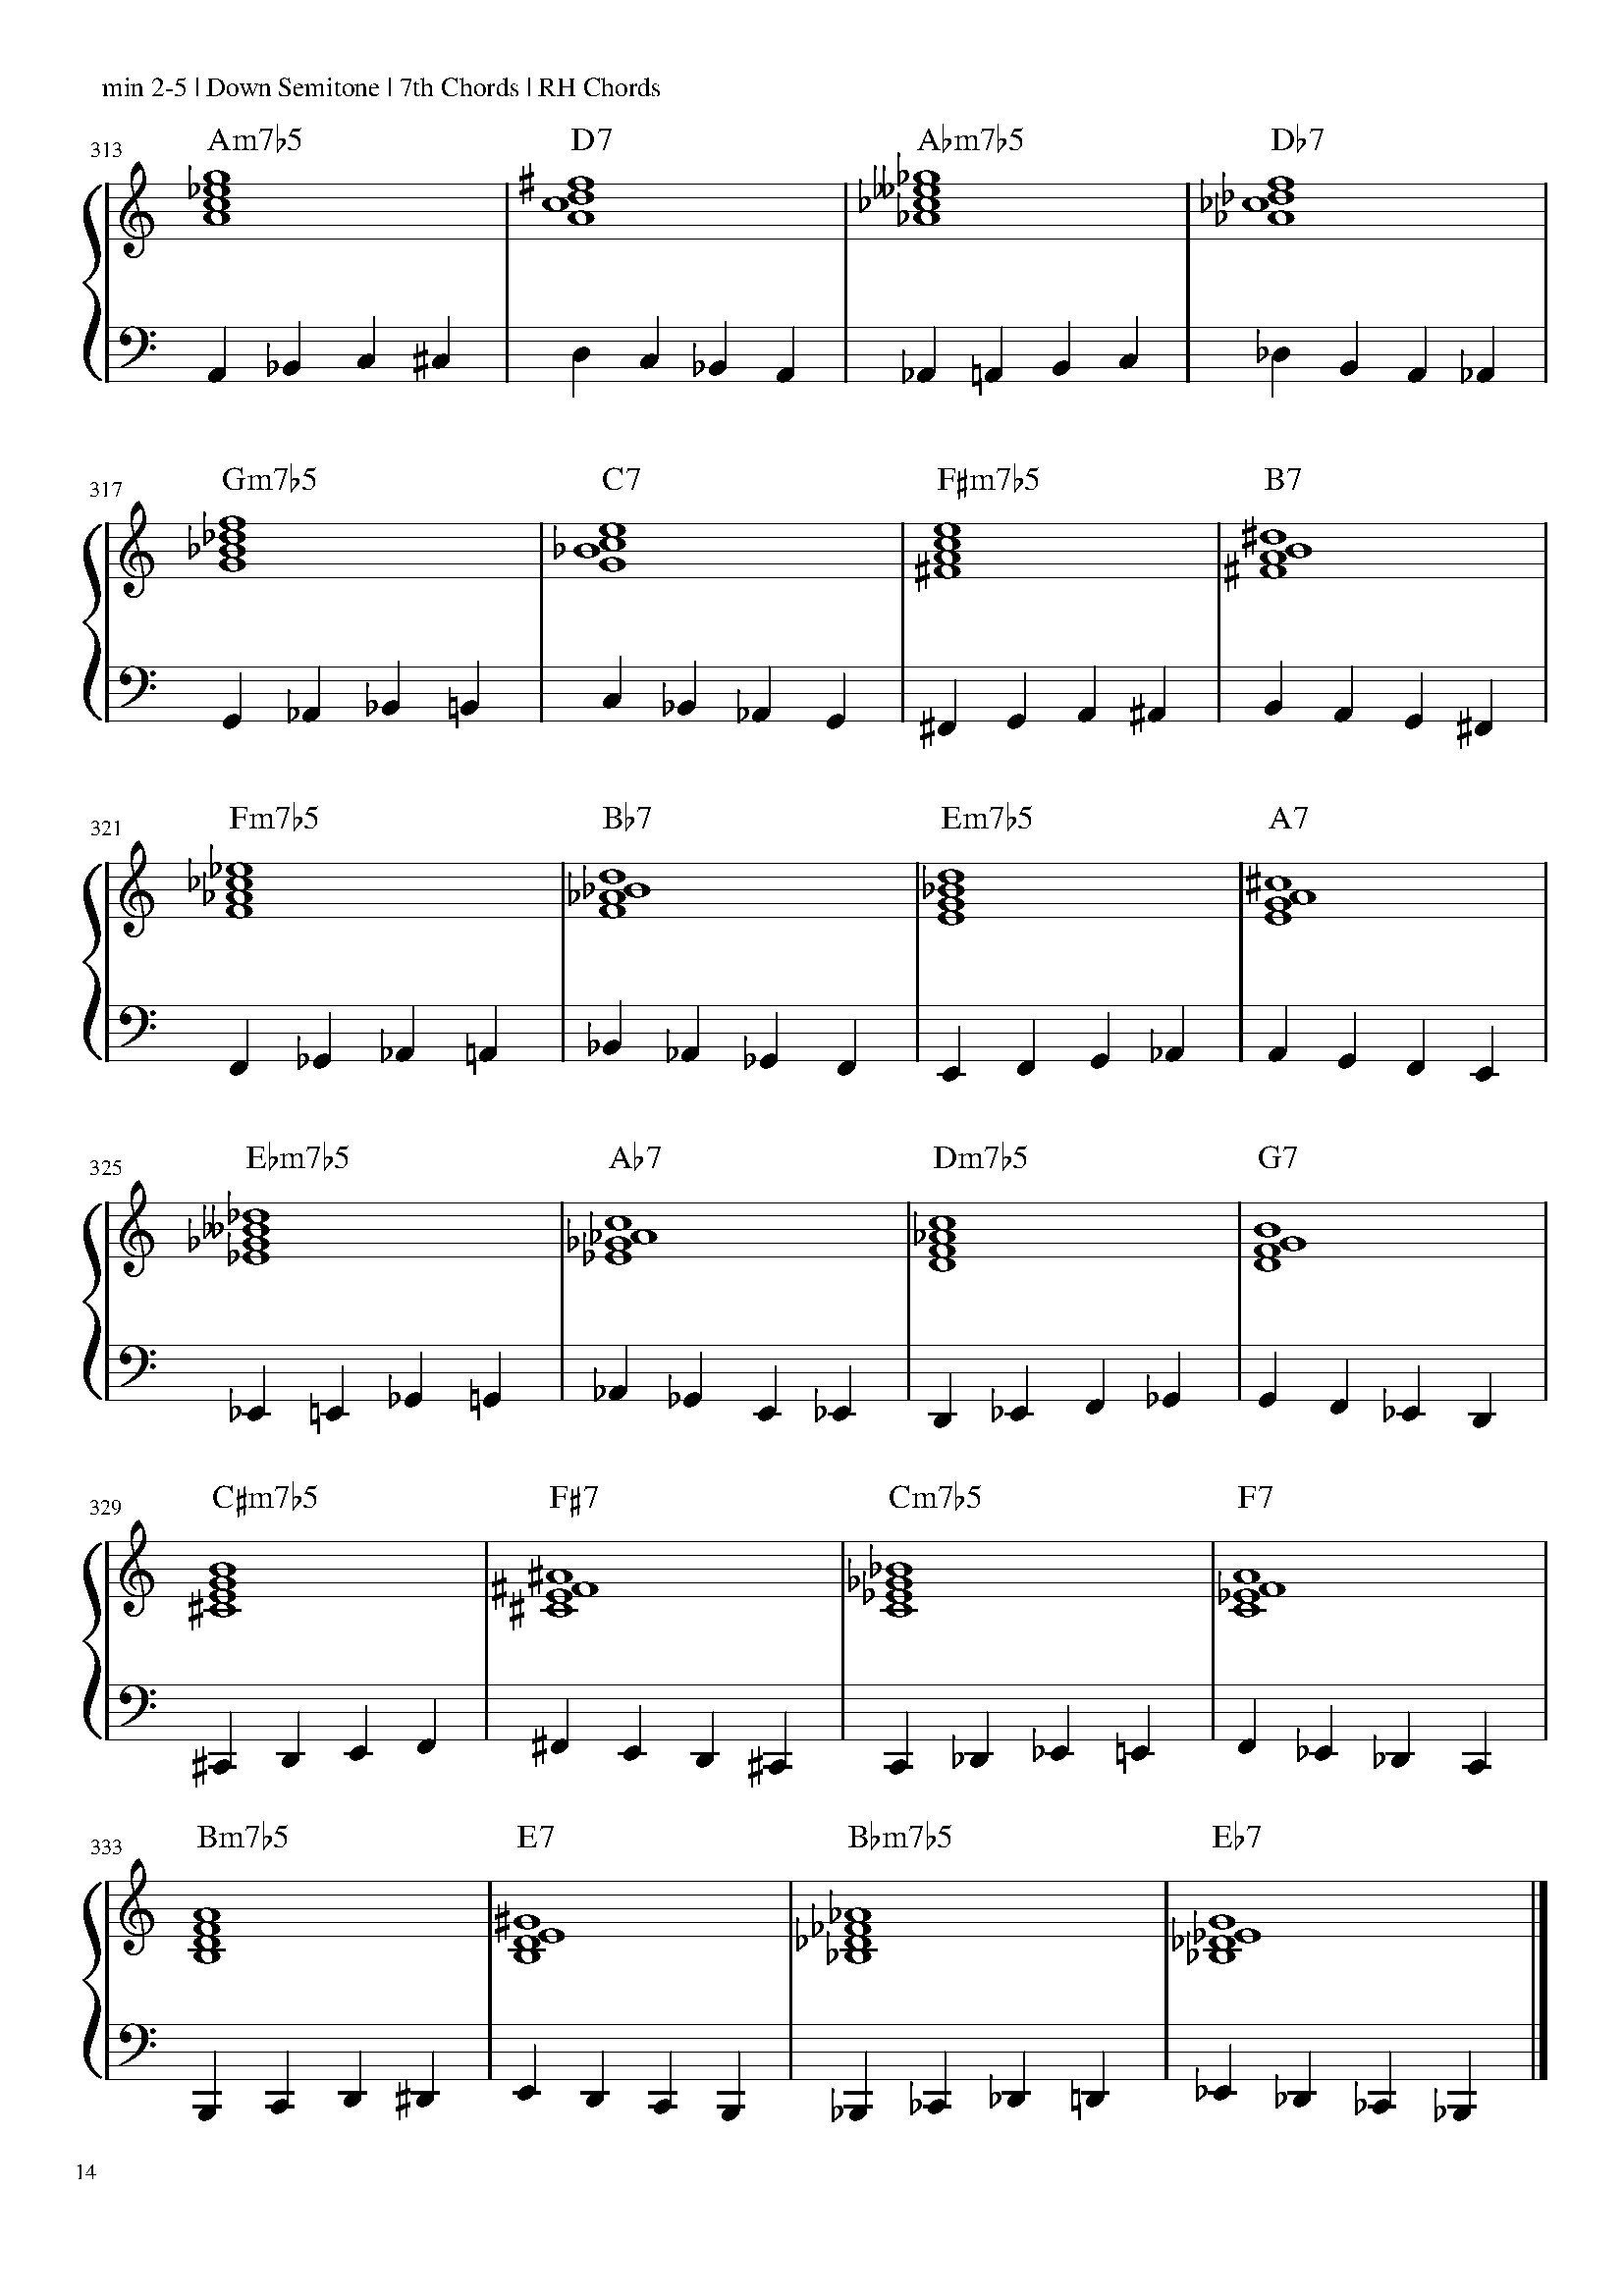 min 2-5 | Down Semitone | 7th Chords | RH Chords
313 Am7♭5 D7 A♭m7♭5 D♭7
317 Gm7♭5 C7 F♯m7♭5 B7
321 Fm7♭5 B♭7 Em7♭5 A7
325 E♭m7♭5 A♭7 Dm7♭5 G7
329 C♯m7♭5 F♯7 Cm7♭5 F7
333 Bm7♭5 E7 B♭m7♭5 E♭7
14